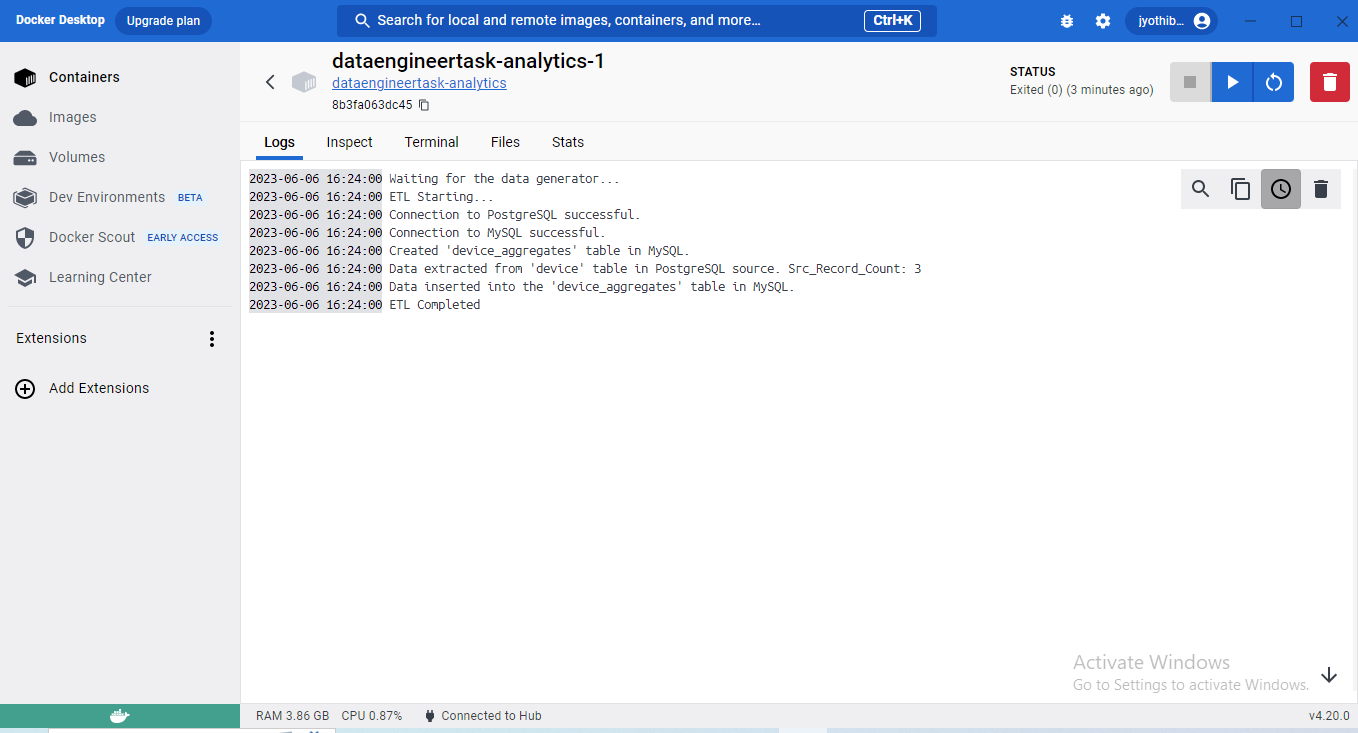 Docker Desktop
Upgrade plan
Search for local and remote images, containers, and more...
Ctrl+K
jyothib...
Containers
Images
Volumes
Dev Environments BETA
Docker Scout EARLY ACCESS
Learning Center
Extensions
Add Extensions
dataengineertask-analytics-1
dataengineertask-analytics
8b3fa063dc45
STATUS
Exited (0) (3 minutes ago)
Logs Inspect Terminal Files Stats
2023-06-06 16:24:00 Waiting for the data generator...
2023-06-06 16:24:00 ETL Starting...
2023-06-06 16:24:00 Connection to PostgreSQL successful.
2023-06-06 16:24:00 Connection to MySQL successful.
2023-06-06 16:24:00 Created 'device_aggregates' table in MySQL.
2023-06-06 16:24:00 Data extracted from 'device' table in PostgreSQL source. Src_Record_Count: 3
2023-06-06 16:24:00 Data inserted into the 'device_aggregates' table in MySQL.
2023-06-06 16:24:00 ETL Completed
Activate Windows
Go to Settings to activate Windows.
RAM 3.86 GB CPU 0.87% Connected to Hub
v4.20.0